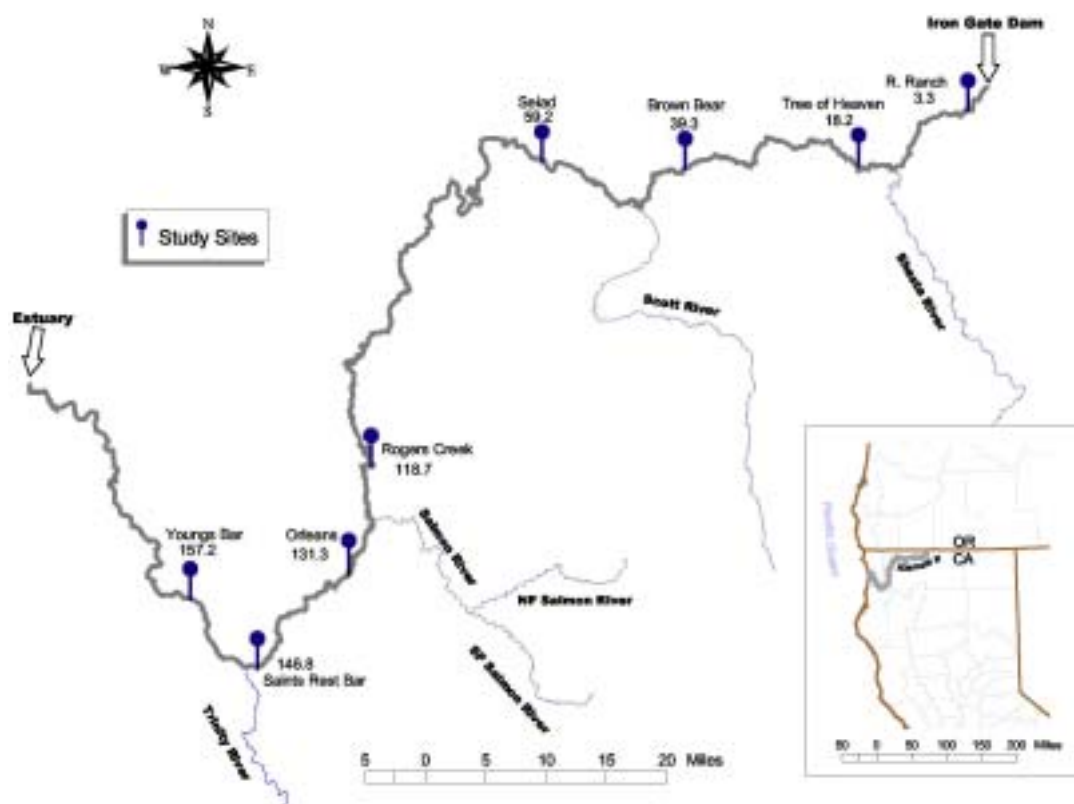 N
W
E
S
Iron Gate Dam
R. Ranch
3.3
Tree of Heaven
18.2
Brown Bear
39.3
Seiad
59.2
Study Sites
Shasta River
Scott River
Estuary
Rogers Creek
118.7
Salmon River
Orleans
131.3
Youngs Bar
157.2
NF Salmon River
SF Salmon River
146.8
Saints Rest Bar
Trinity River
5 0 5 10 15 20 Miles
OR
CA
Klamath R
Pacific Ocean
50 0 50 100 150 200 Miles